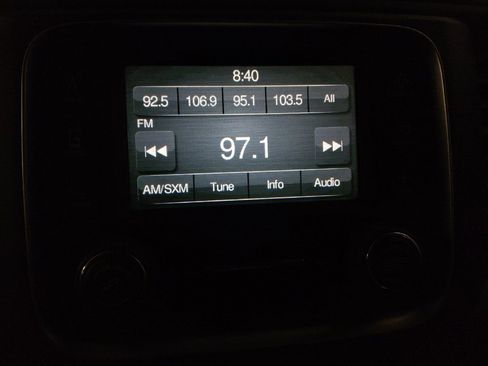 8:40
92.5 106.9 95.1 103.5 All
FM
97.1
AM/SXM Tune Info Audio